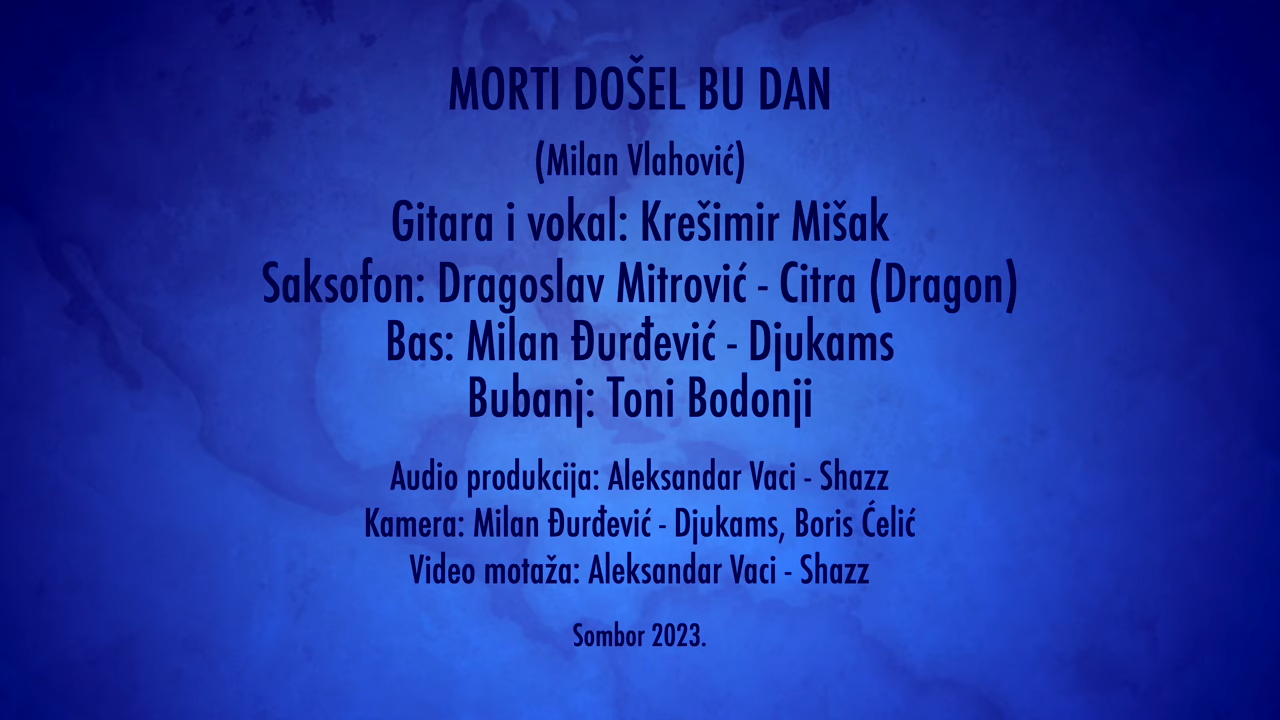 MORTI DOŠEL BU DAN
(Milan Vlahović)
Gitara i vokal: Krešimir Mišak
Saksofon: Dragoslav Mitrović - Citra (Dragon)
Bas: Milan Đurđević - Djukams
Bubanj: Toni Bodonji
Audio produkcija: Aleksandar Vaci - Shazz
Kamera: Milan Đurđević - Djukams, Boris Ćelić
Video motaža: Aleksandar Vaci - Shazz
Sombor 2023.